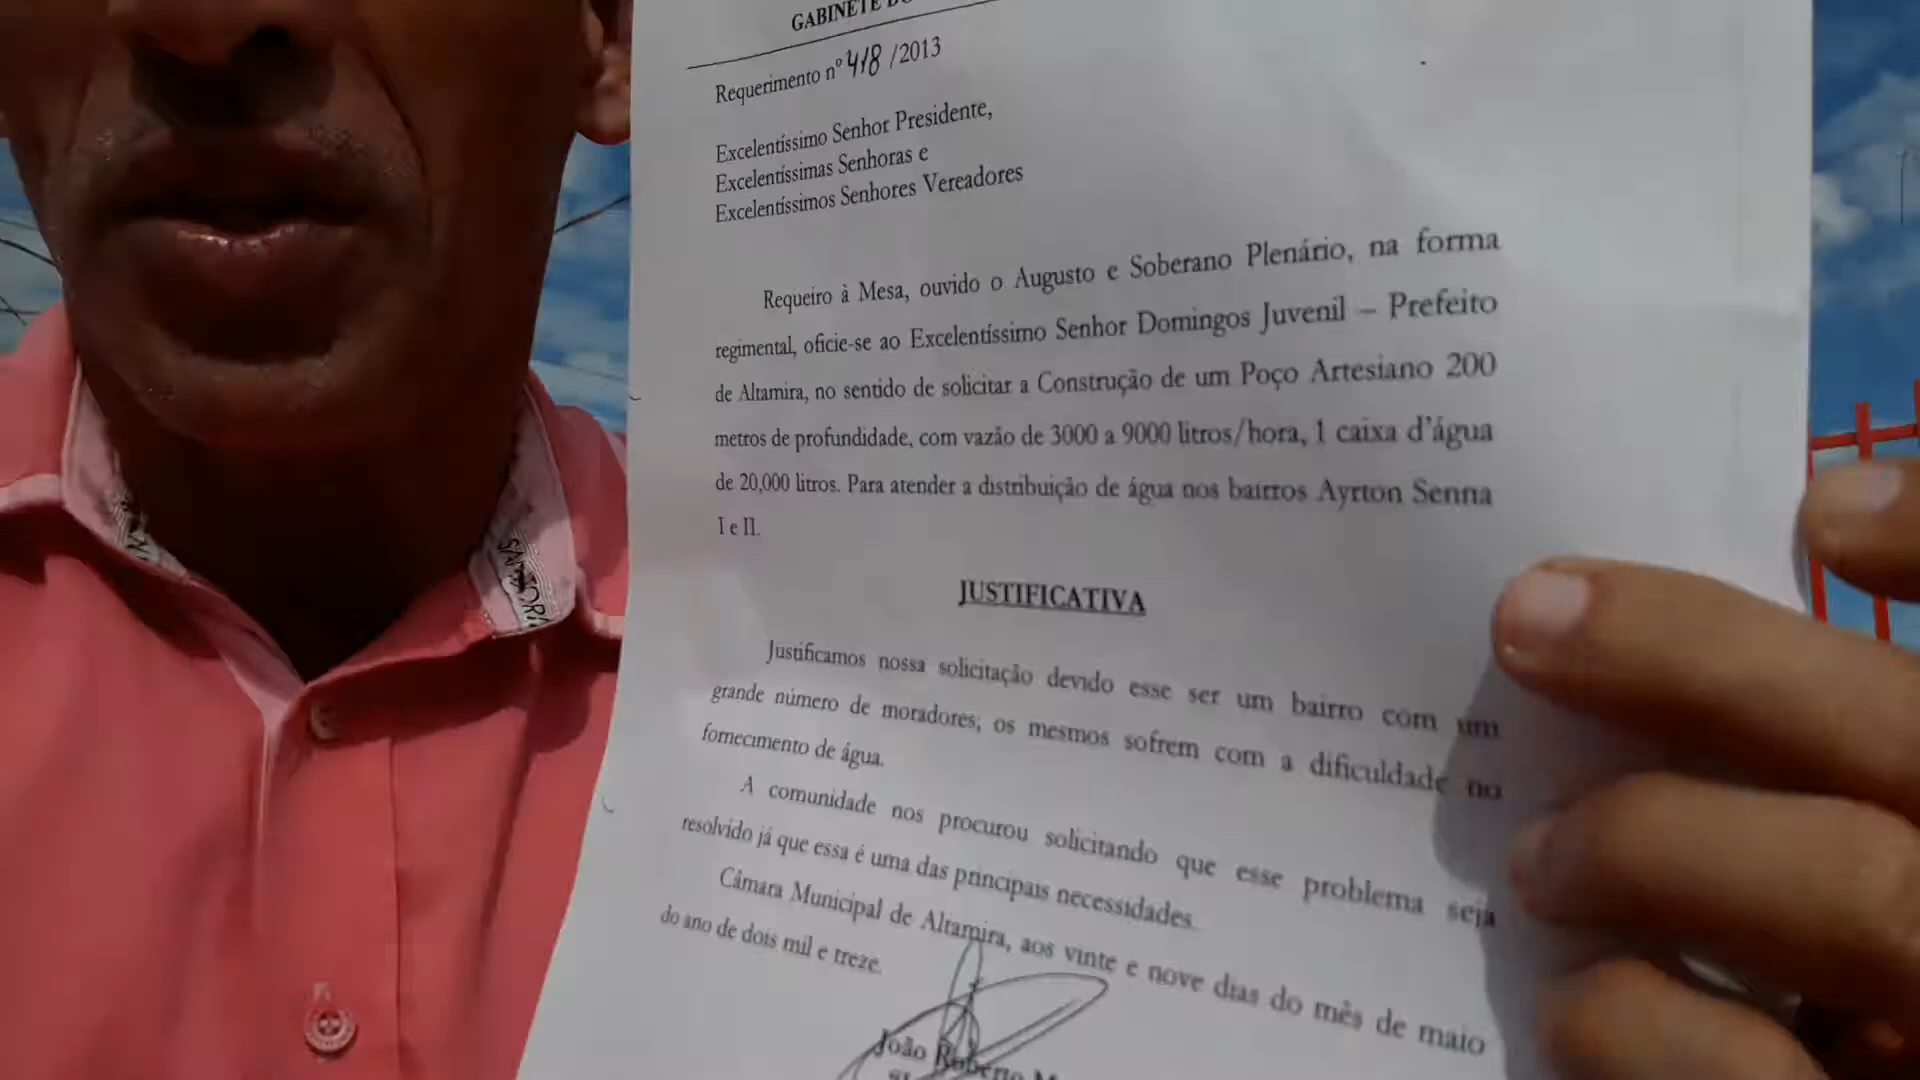 GABINETE DO
Requerimento nº 418 /2013
Excelentíssimo Senhor Presidente,
Excelentíssimas Senhoras e
Excelentíssimos Senhores Vereadores
Requeiro à Mesa, ouvido o Augusto e Soberano Plenário, na forma
regimental, oficie-se ao Excelentíssimo Senhor Domingos Juvenil – Prefeito
de Altamira, no sentido de solicitar a Construção de um Poço Artesiano 200
metros de profundidade, com vazão de 3000 a 9000 litros/hora, 1 caixa d'água
de 20,000 litros. Para atender a distribuição de água nos bairros Ayrton Senna
I e II.
JUSTIFICATIVA
Justificamos nossa solicitação devido esse ser um bairro com um
grande número de moradores; os mesmos sofrem com a dificuldade no
fornecimento de água.
A comunidade nos procurou solicitando que esse problema seja
resolvido já que essa é uma das principais necessidades.
Câmara Municipal de Altamira, aos vinte e nove dias do mês de maio
do ano de dois mil e treze.
João Roberto